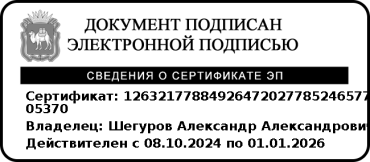 ДОКУМЕНТ ПОДПИСАН
ЭЛЕКТРОННОЙ ПОДПИСЬЮ
СВЕДЕНИЯ О СЕРТИФИКАТЕ ЭП
Сертификат: 12632177884926472027785246577
05370
Владелец: Шегуров Александр Александрович
Действителен с 08.10.2024 по 01.01.2026